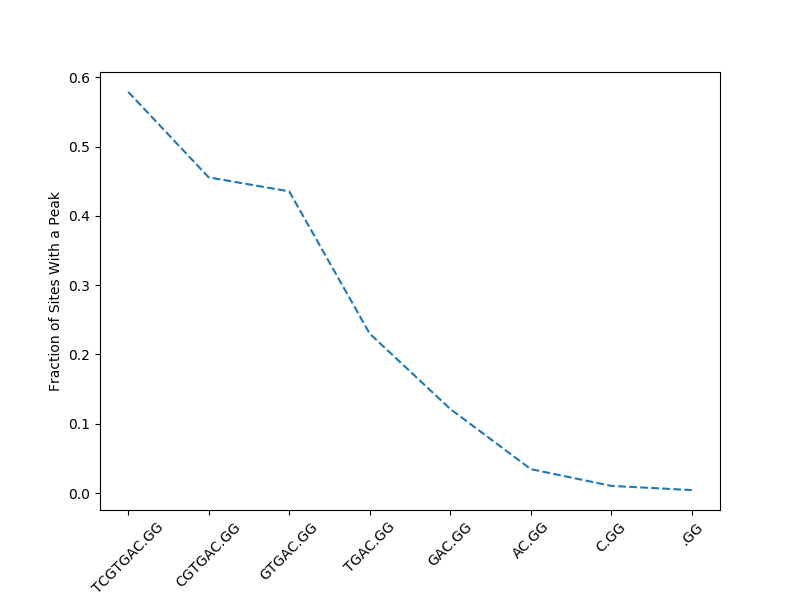 Fraction of Sites With a Peak
0.6
0.5
0.4
0.3
0.2
0.1
0.0
TCGTGAC.GG
CGTGAC.GG
GTGAC.GG
TGAC.GG
GAC.GG
AC.GG
C.GG
.GG